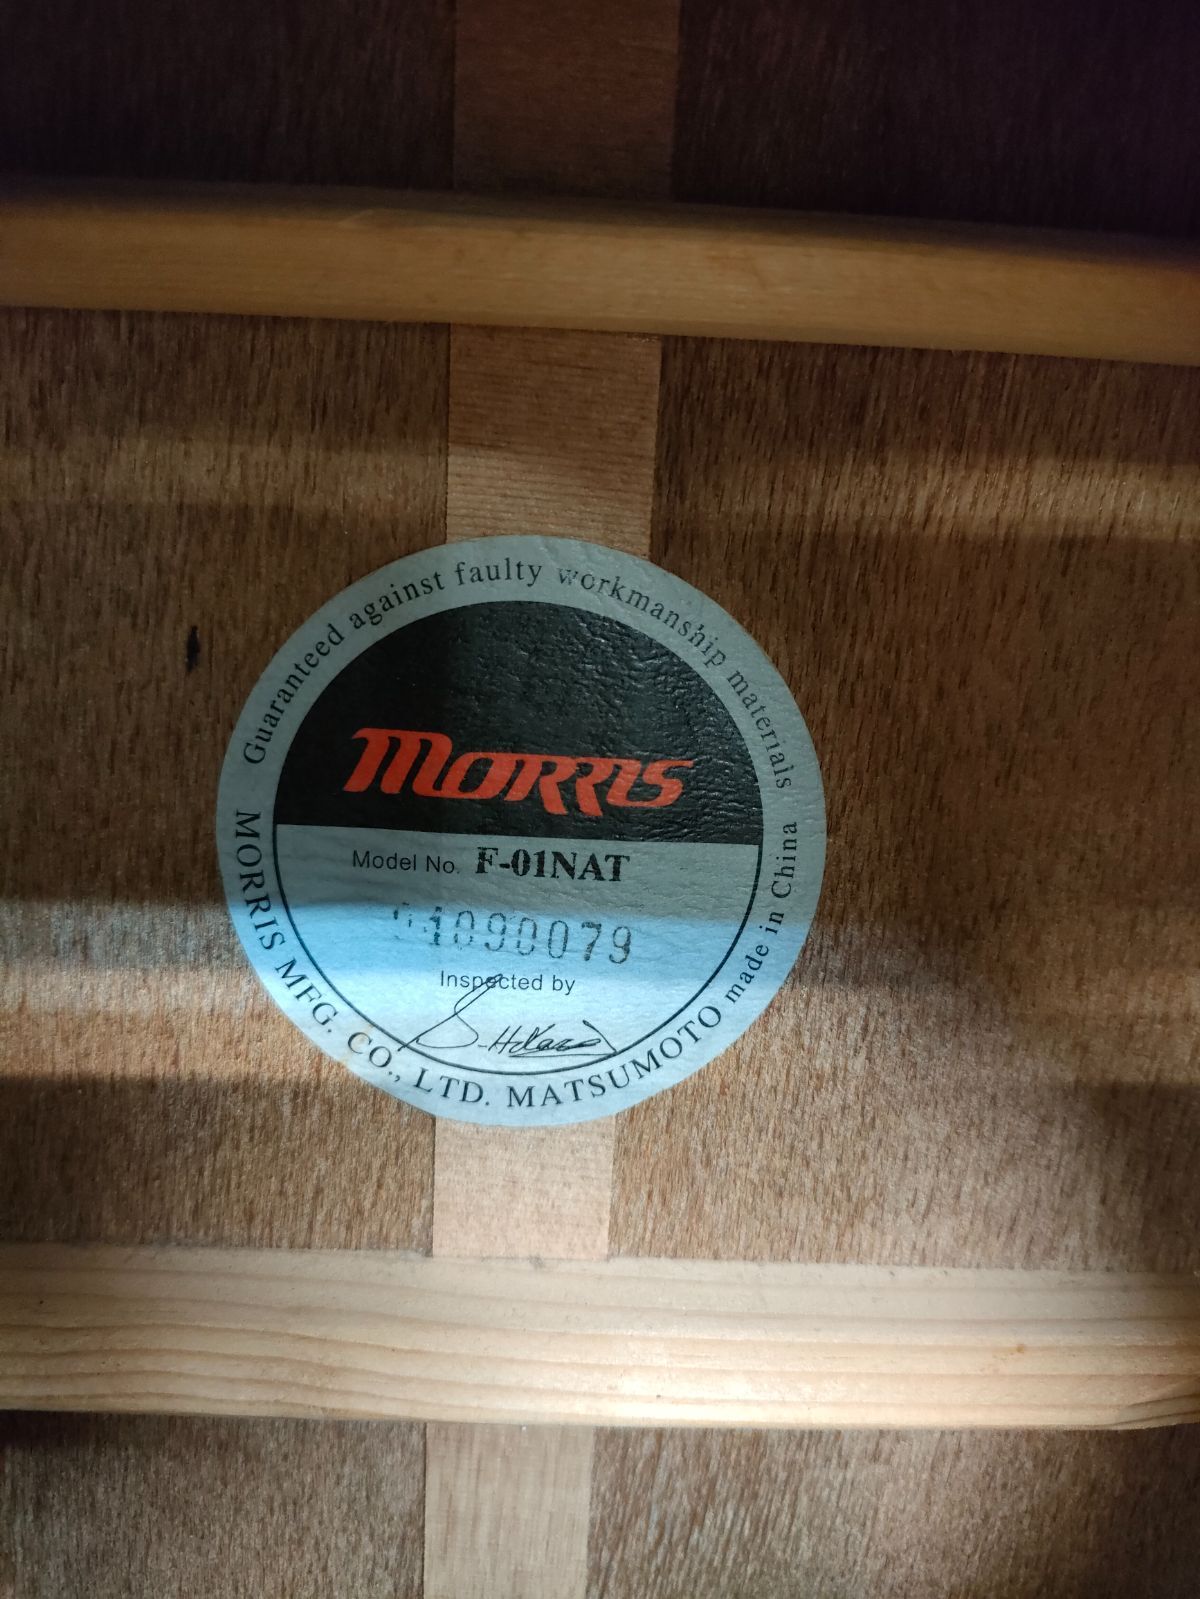 Guaranteed against faulty workmanship materials
MORRIS
Model No. F-01NAT
Inspected by
MORRIS MFG. CO., LTD. MATSUMOTO made in China